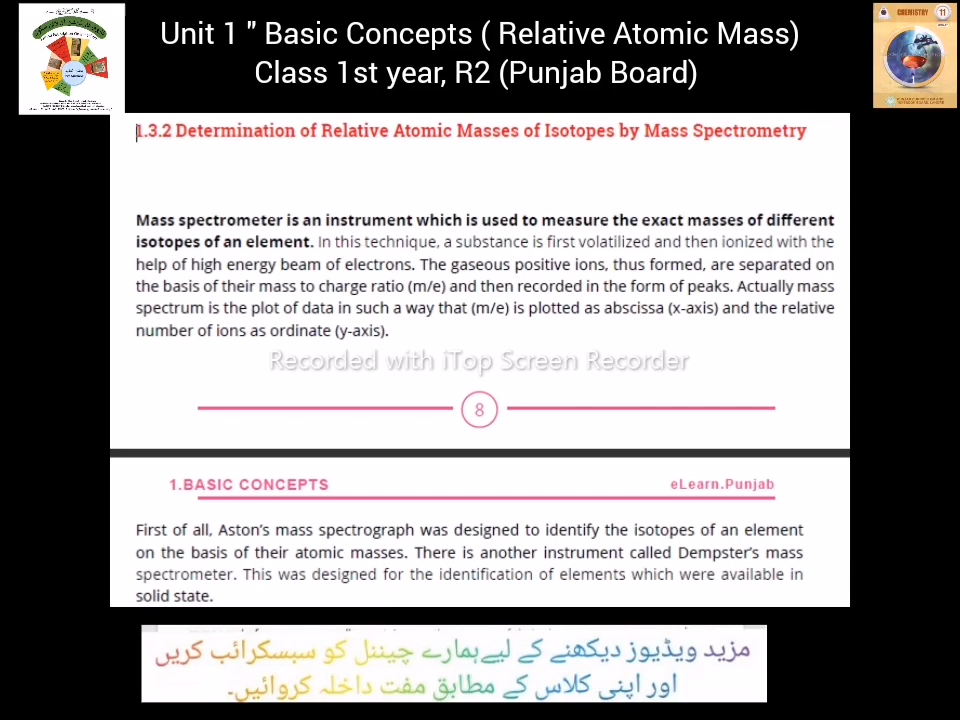 Unit 1 " Basic Concepts ( Relative Atomic Mass)
Class 1st year, R2 (Punjab Board)
CHEMISTRY 11
1.3.2 Determination of Relative Atomic Masses of Isotopes by Mass Spectrometry
Mass spectrometer is an instrument which is used to measure the exact masses of different
isotopes of an element. In this technique, a substance is first volatilized and then ionized with the
help of high energy beam of electrons. The gaseous positive ions, thus formed, are separated on
the basis of their mass to charge ratio (m/e) and then recorded in the form of peaks. Actually mass
spectrum is the plot of data in such a way that (m/e) is plotted as abscissa (x-axis) and the relative
number of ions as ordinate (y-axis).
Recorded with iTop Screen Recorder
8
1.BASIC CONCEPTS eLearn.Punjab
First of all, Aston's mass spectrograph was designed to identify the isotopes of an element
on the basis of their atomic masses. There is another instrument called Dempster's mass
spectrometer. This was designed for the identification of elements which were available in
solid state.
مزید ویڈیوز دیکھنے کے لیے ہمارے چیننل کو سبسکرائب کریں
اور اپنی کلاس کے مطابق مفت داخلہ کروائیں۔